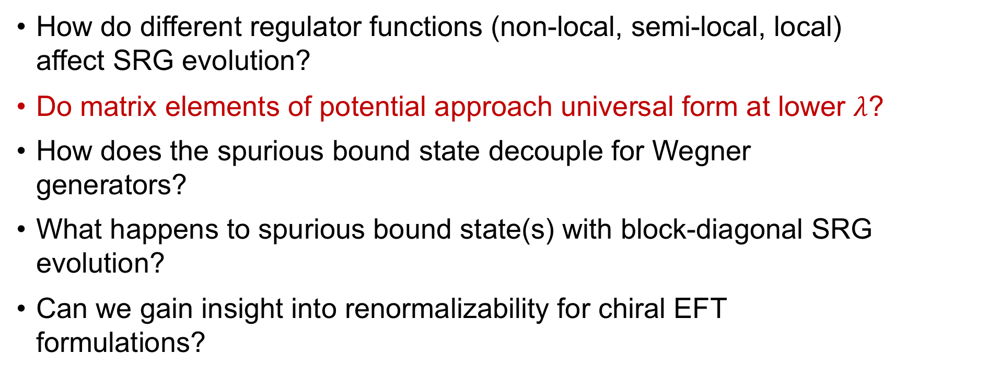 • How do different regulator functions (non-local, semi-local, local)
affect SRG evolution?
• Do matrix elements of potential approach universal form at lower 𝜆?
• How does the spurious bound state decouple for Wegner
generators?
• What happens to spurious bound state(s) with block-diagonal SRG
evolution?
• Can we gain insight into renormalizability for chiral EFT
formulations?